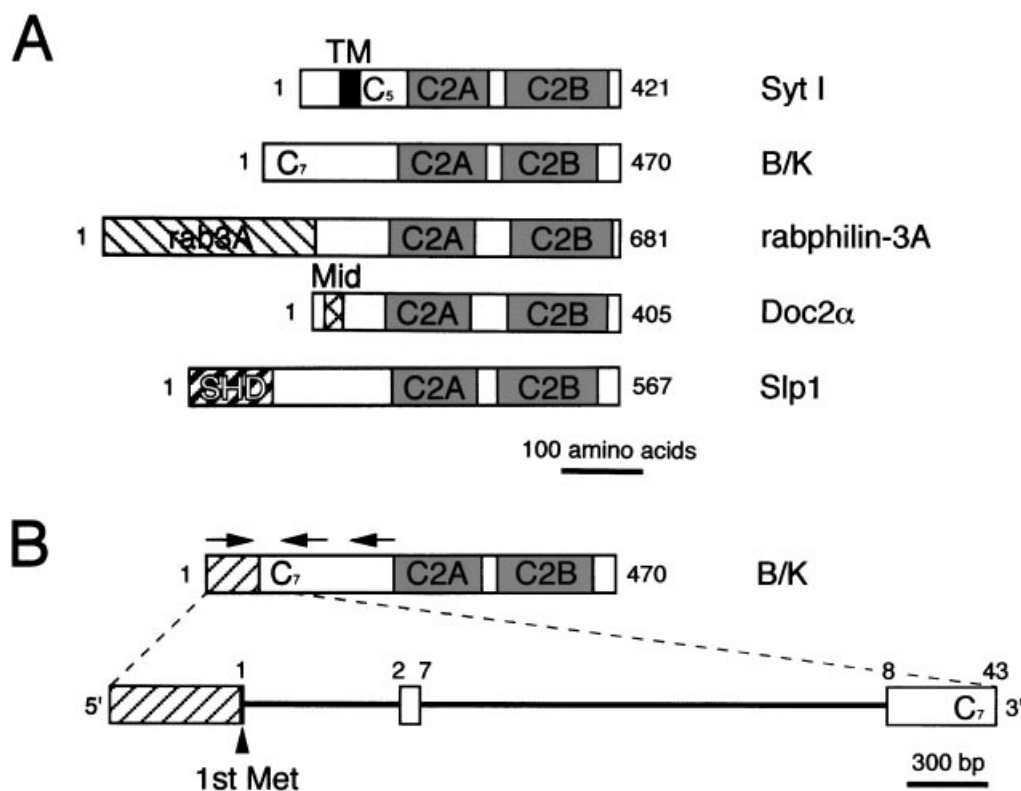 A
TM
1 C5 C2A C2B 421 Syt I
1 C7 C2A C2B 470 B/K
1 rab3A C2A C2B 681 rabphilin-3A
Mid
1 C2A C2B 405 Doc2α
1 SHD C2A C2B 567 Slp1
100 amino acids
B
1 C7 C2A C2B 470 B/K
1 2 7 8 43
5' C7 3'
1st Met
300 bp